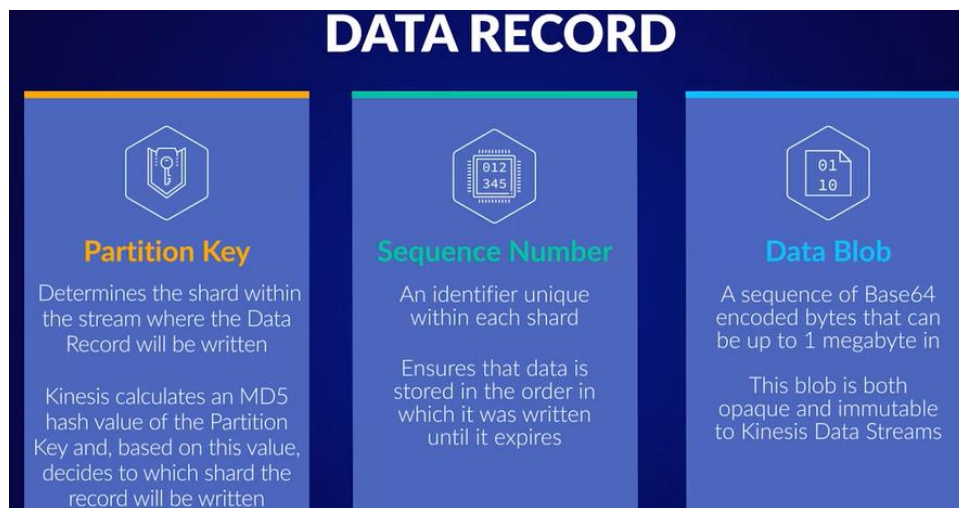 DATA RECORD
Partition Key
Determines the shard within
the stream where the Data
Record will be written
Kinesis calculates an MD5
hash value of the Partition
Key and, based on this value,
decides to which shard the
record will be written
012
345
Sequence Number
An identifier unique
within each shard
Ensures that data is
stored in the order in
which it was written
until it expires
01
10
Data Blob
A sequence of Base64
encoded bytes that can
be up to 1 megabyte in
This blob is both
opaque and immutable
to Kinesis Data Streams